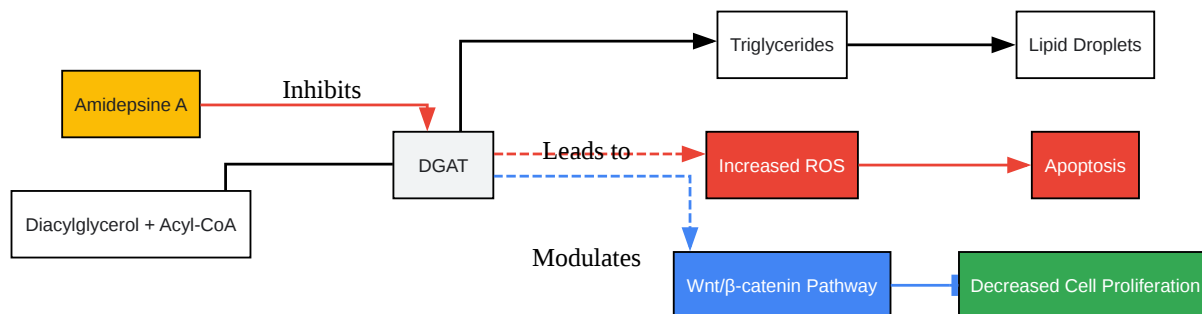 Triglycerides
Lipid Droplets
Inhibits
Amidepsine A
DGAT
Leads to
Increased ROS
Apoptosis
Diacylglycerol + Acyl-CoA
Modulates
Wnt/β-catenin Pathway
Decreased Cell Proliferation